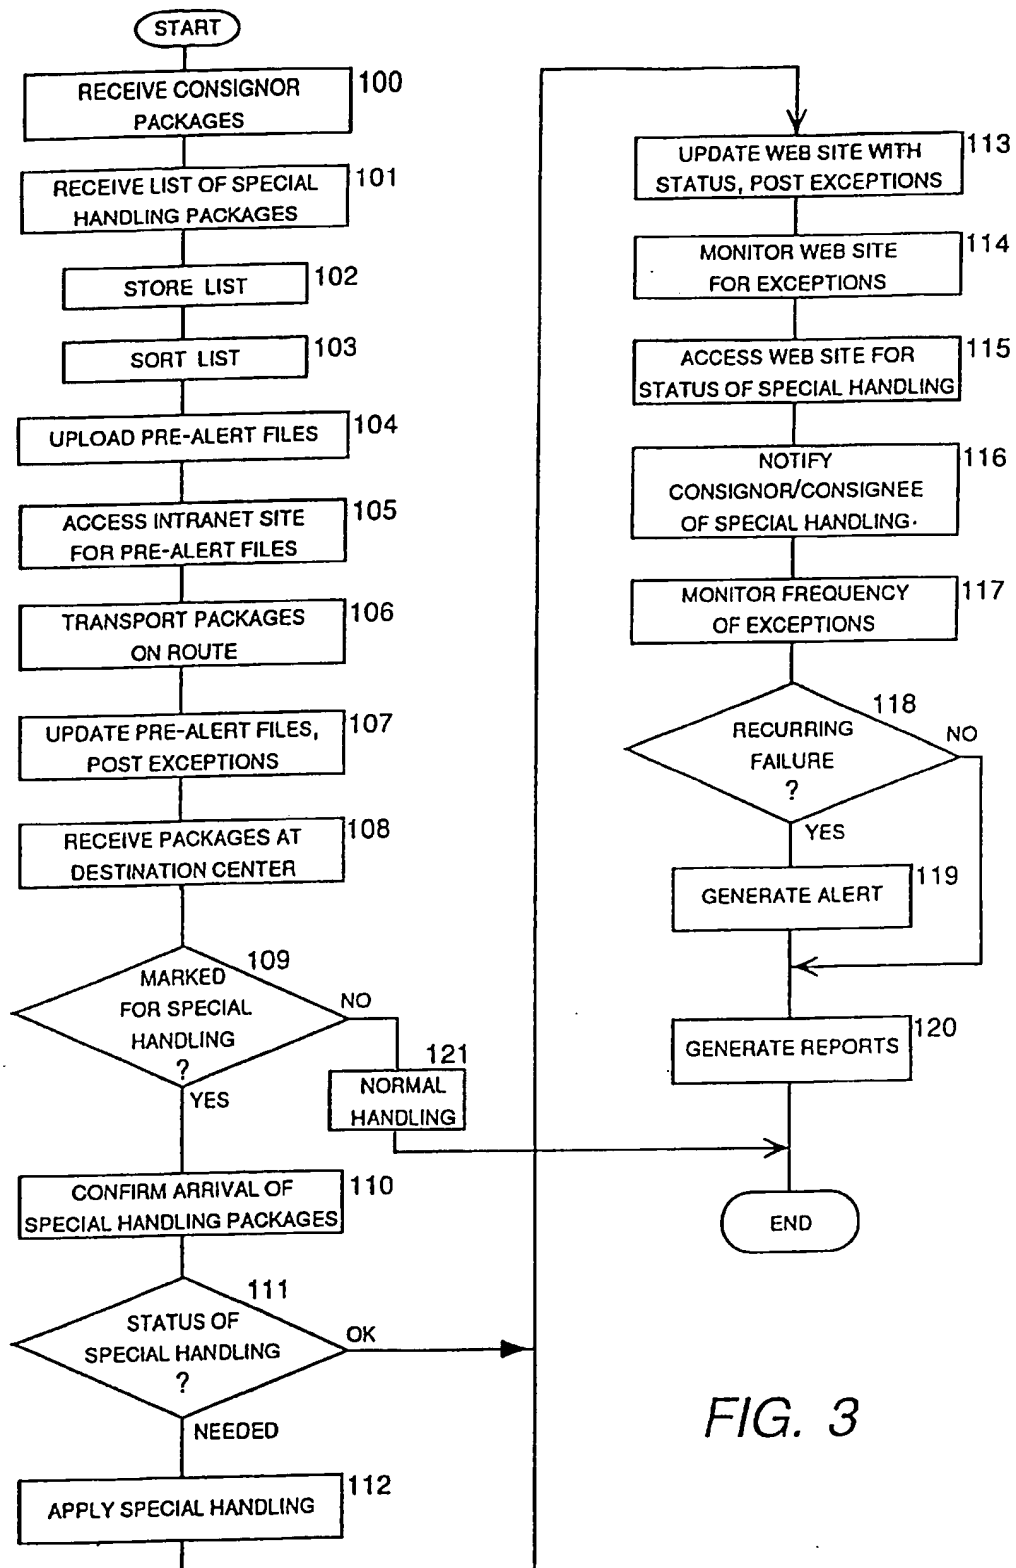 START
100
RECEIVE CONSIGNOR
PACKAGES
101
RECEIVE LIST OF SPECIAL
HANDLING PACKAGES
102
STORE LIST
103
SORT LIST
104
UPLOAD PRE-ALERT FILES
105
ACCESS INTRANET SITE
FOR PRE-ALERT FILES
106
TRANSPORT PACKAGES
ON ROUTE
107
UPDATE PRE-ALERT FILES,
POST EXCEPTIONS
108
RECEIVE PACKAGES AT
DESTINATION CENTER
109
MARKED
FOR SPECIAL
HANDLING
?
NO
YES
121
NORMAL
HANDLING
110
CONFIRM ARRIVAL OF
SPECIAL HANDLING PACKAGES
111
STATUS OF
SPECIAL HANDLING
?
OK
NEEDED
112
APPLY SPECIAL HANDLING
113
UPDATE WEB SITE WITH
STATUS, POST EXCEPTIONS
114
MONITOR WEB SITE
FOR EXCEPTIONS
115
ACCESS WEB SITE FOR
STATUS OF SPECIAL HANDLING
116
NOTIFY
CONSIGNOR/CONSIGNEE
OF SPECIAL HANDLING.
117
MONITOR FREQUENCY
OF EXCEPTIONS
118
RECURRING
FAILURE
?
NO
YES
119
GENERATE ALERT
120
GENERATE REPORTS
END
FIG. 3